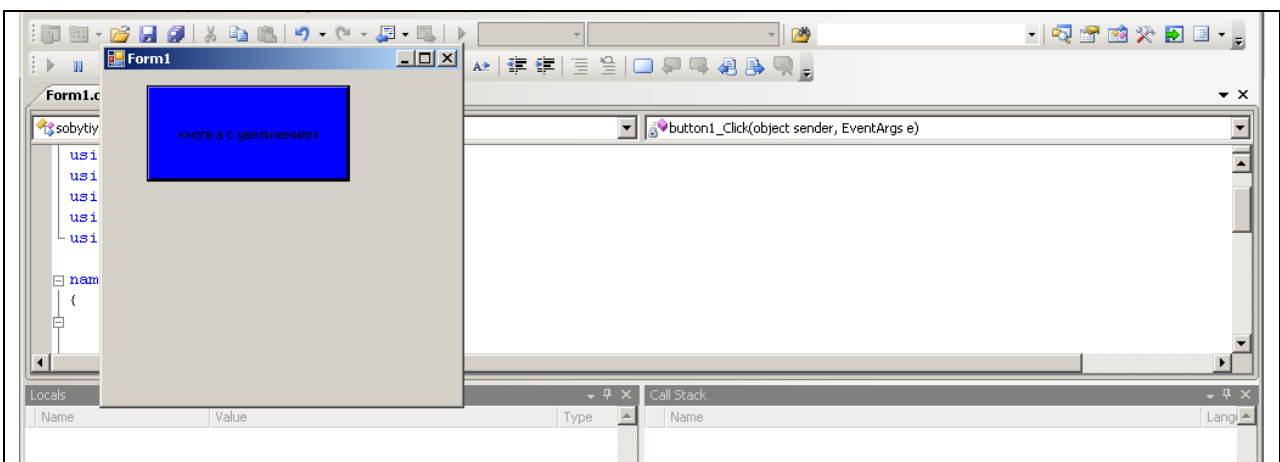 Form1
Form1.c
кнопка с увеличением
sobytiy
button1_Click(object sender, EventArgs e)
usi
usi
usi
usi
usi
nam
{
Locals
Call Stack
Name Value Type
Name Langu